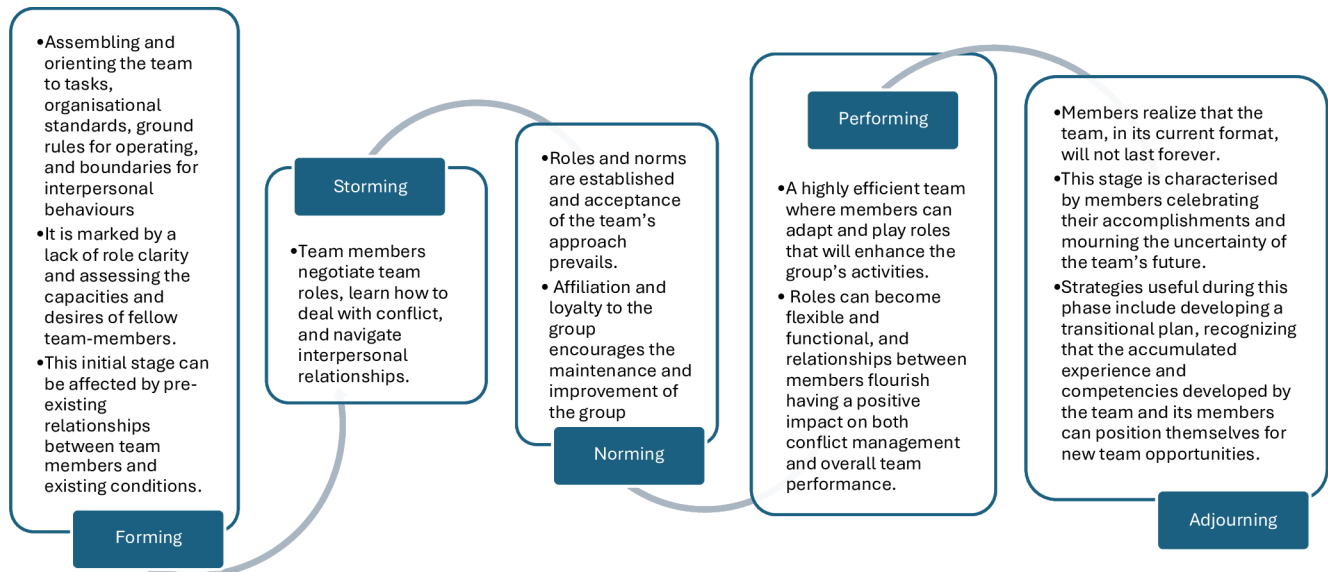 •Assembling and
orienting the team
to tasks,
organisational
standards, ground
rules for operating,
and boundaries for
interpersonal
behaviours
•It is marked by a
lack of role clarity
and assessing the
capacities and
desires of fellow
team-members.
•This initial stage can
be affected by pre-
existing
relationships
between team
members and
existing conditions.
Forming
Storming
•Team members
negotiate team
roles, learn how to
deal with conflict,
and navigate
interpersonal
relationships.
•Roles and norms
are established
and acceptance
of the team’s
approach
prevails.
• Affiliation and
loyalty to the
group
encourages the
maintenance and
improvement of
the group
Norming
Performing
•A highly efficient team
where members can
adapt and play roles
that will enhance the
group’s activities.
• Roles can become
flexible and
functional, and
relationships between
members flourish
having a positive
impact on both
conflict management
and overall team
performance.
•Members realize that the
team, in its current format,
will not last forever.
•This stage is characterised
by members celebrating
their accomplishments and
mourning the uncertainty of
the team’s future.
•Strategies useful during this
phase include developing a
transitional plan, recognizing
that the accumulated
experience and
competencies developed by
the team and its members
can position themselves for
new team opportunities.
Adjourning